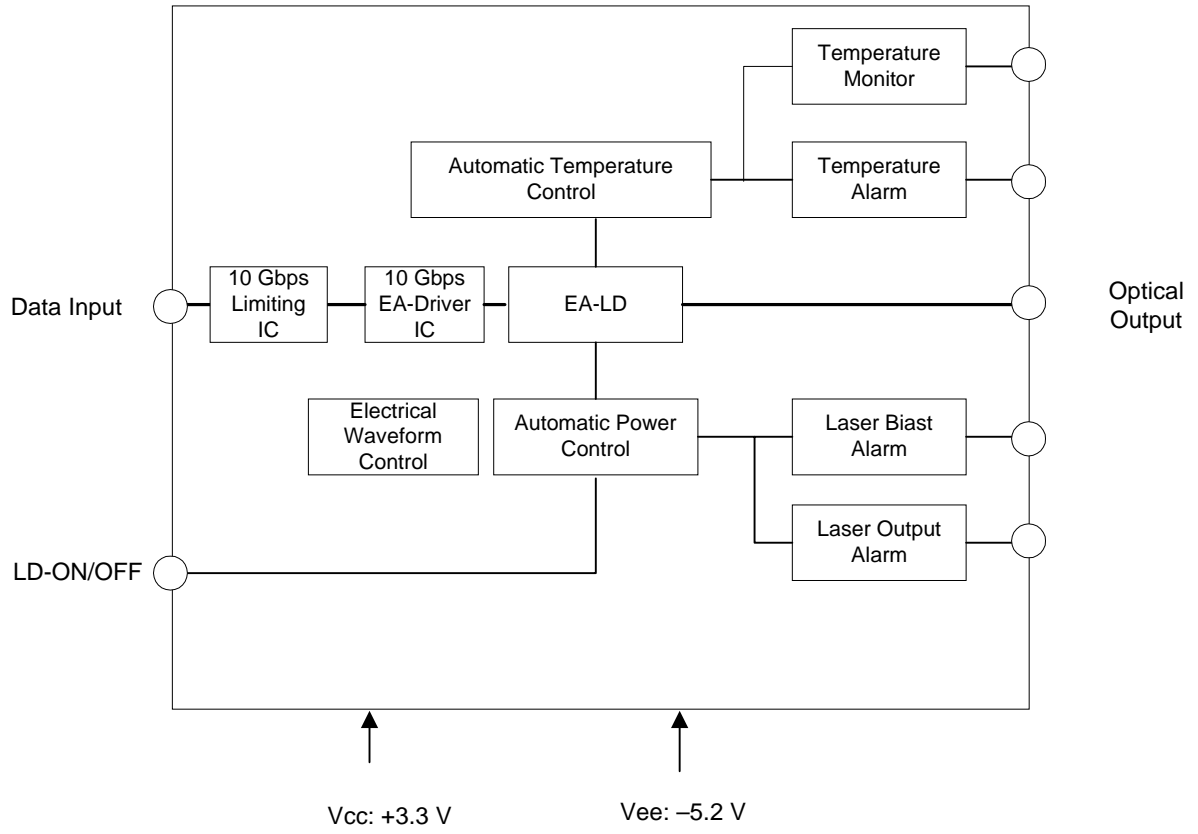 Temperature
Monitor
Automatic Temperature
Control
Temperature
Alarm
Data Input
10 Gbps
Limiting
IC
10 Gbps
EA-Driver
IC
EA-LD
Optical
Output
Electrical
Waveform
Control
Automatic Power
Control
Laser Biast
Alarm
Laser Output
Alarm
LD-ON/OFF
Vcc: +3.3 V
Vee: –5.2 V